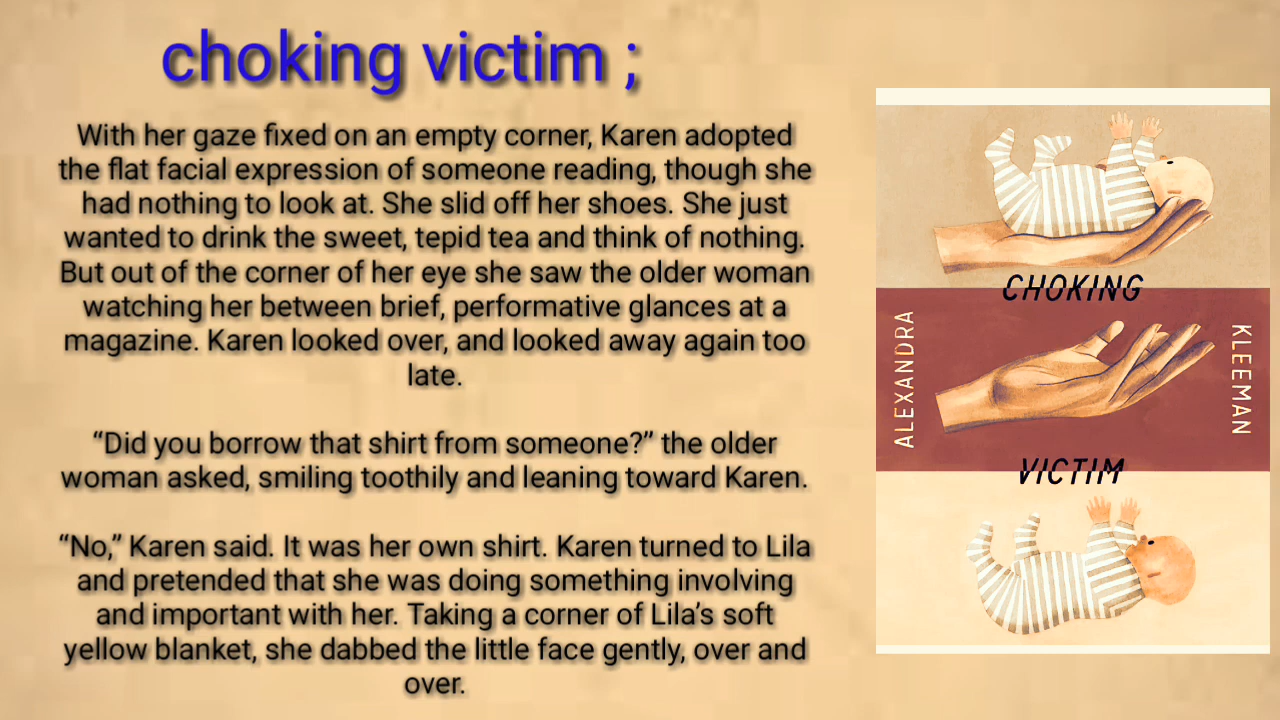 choking victim ;
With her gaze fixed on an empty corner, Karen adopted
the flat facial expression of someone reading, though she
had nothing to look at. She slid off her shoes. She just
wanted to drink the sweet, tepid tea and think of nothing.
But out of the corner of her eye she saw the older woman
watching her between brief, performative glances at a
magazine. Karen looked over, and looked away again too
late.
“Did you borrow that shirt from someone?” the older
woman asked, smiling toothily and leaning toward Karen.
“No,” Karen said. It was her own shirt. Karen turned to Lila
and pretended that she was doing something involving
and important with her. Taking a corner of Lila’s soft
yellow blanket, she dabbed the little face gently, over and
over.
CHOKING
ALEXANDRA
KLEEMAN
VICTIM